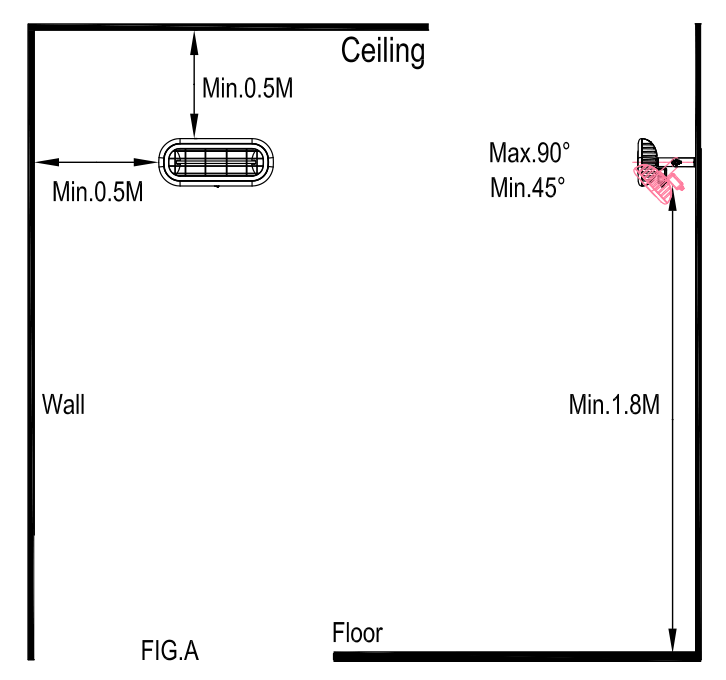 Ceiling
Min.0.5M
Min.0.5M
Max.90°
Min.45°
Wall
Min.1.8M
Floor
FIG.A